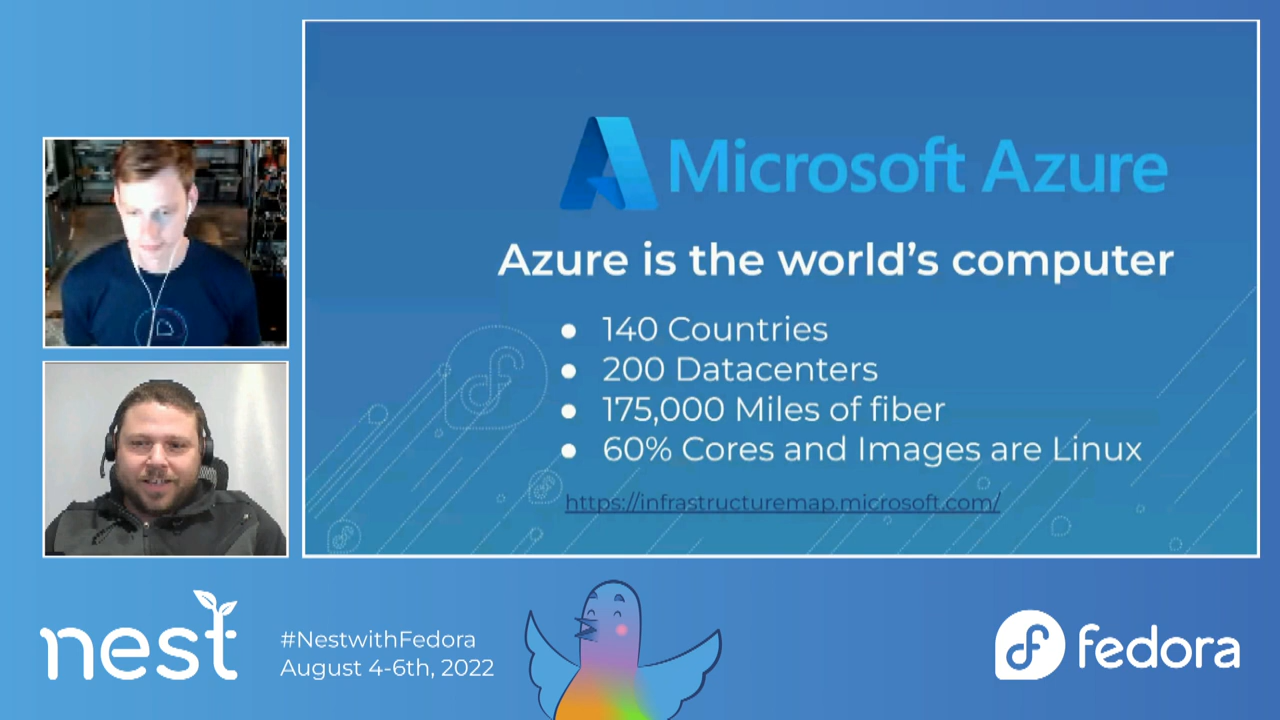 Microsoft Azure
Azure is the world's computer
● 140 Countries
● 200 Datacenters
● 175,000 Miles of fiber
● 60% Cores and Images are Linux
https://infrastructuremap.microsoft.com/
nest
#NestwithFedora
August 4-6th, 2022
fedora